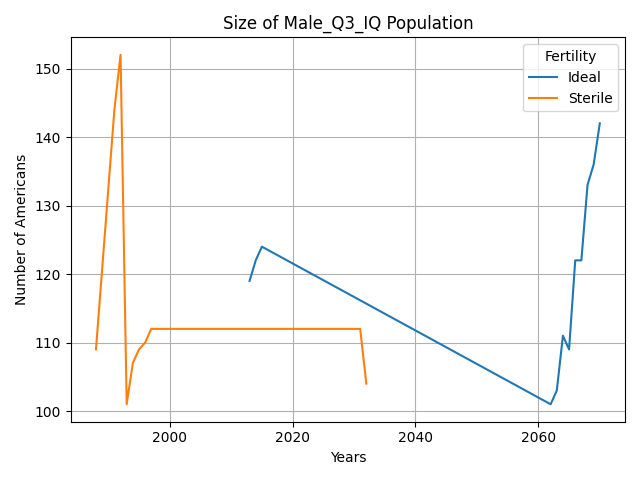 Size of Male_Q3_IQ Population
Fertility
Ideal
Sterile
Number of Americans
150
140
130
120
110
100
2000
2020
2040
2060
Years